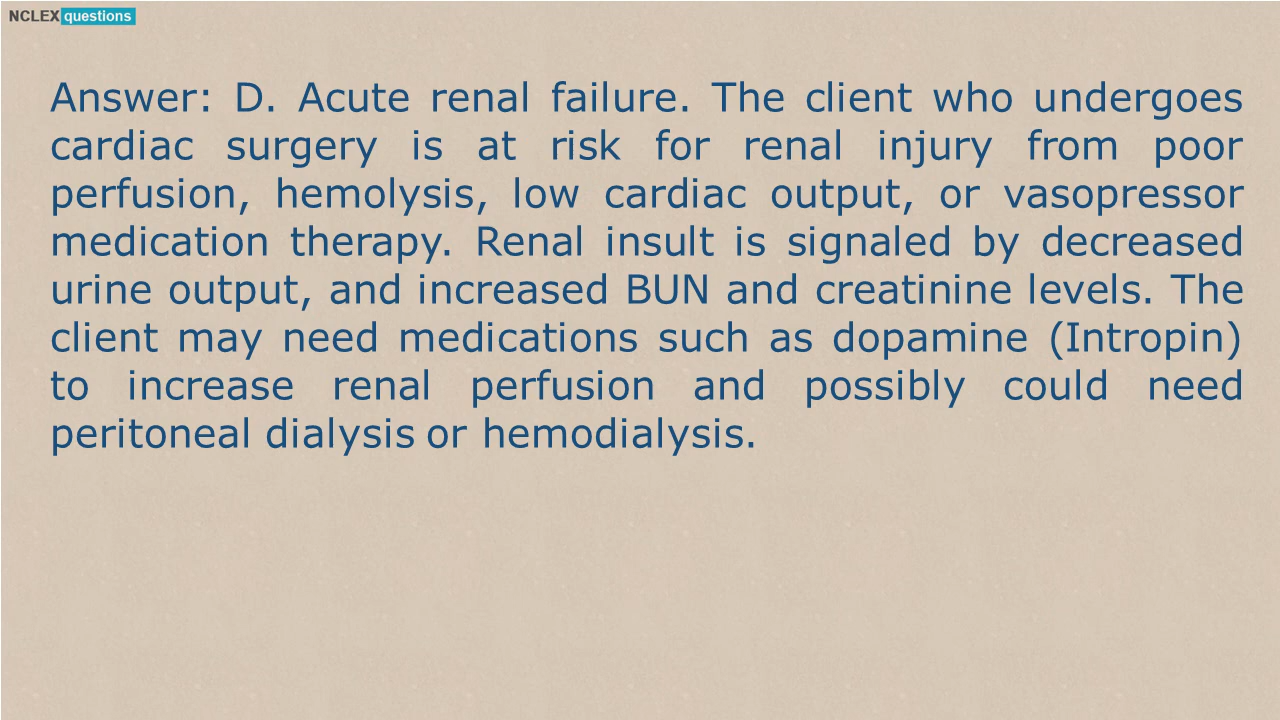 NCLEX questions
Answer: D. Acute renal failure. The client who undergoes
cardiac surgery is at risk for renal injury from poor
perfusion, hemolysis, low cardiac output, or vasopressor
medication therapy. Renal insult is signaled by decreased
urine output, and increased BUN and creatinine levels. The
client may need medications such as dopamine (Intropin)
to increase renal perfusion and possibly could need
peritoneal dialysis or hemodialysis.